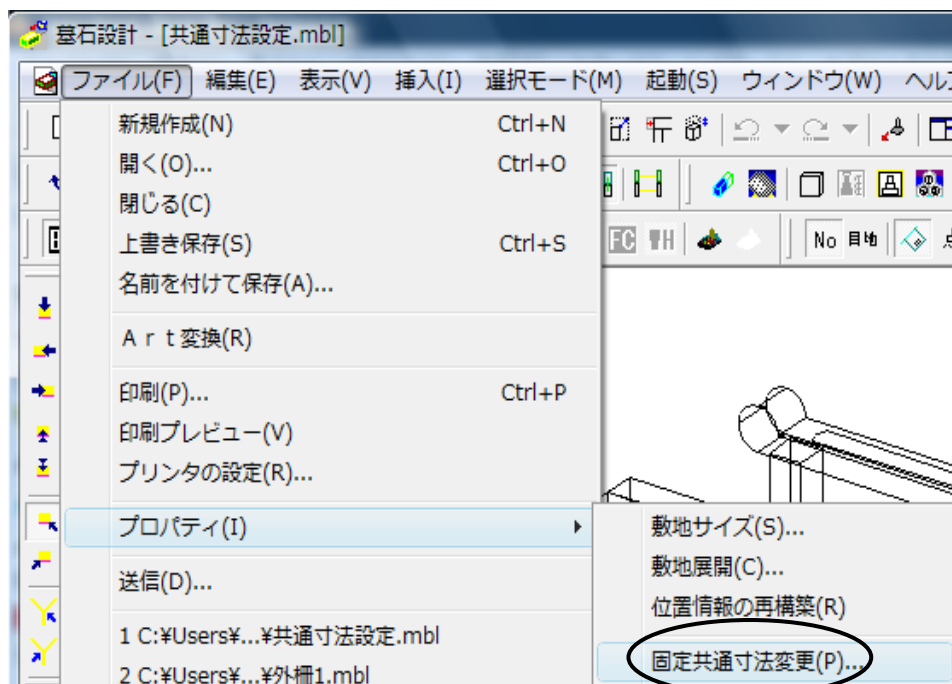 墓石設計 - [共通寸法設定.mbl]
ファイル(F) 編集(E) 表示(V) 挿入(I) 選択モード(M) 起動(S) ウィンドウ(W)
新規作成(N) Ctrl+N
開く(O)... Ctrl+O
閉じる(C)
上書き保存(S) Ctrl+S
名前を付けて保存(A)...
Ａｒｔ変換(R)
印刷(P)... Ctrl+P
印刷プレビュー(V)
プリンタの設定(R)...
プロパティ(I)
送信(D)...
1 C:¥Users¥...¥共通寸法設定.mbl
2 C:¥Users¥...¥外柵1.mbl
FC No 目地
敷地サイズ(S)...
敷地展開(C)...
位置情報の再構築(R)
固定共通寸法変更(P)...